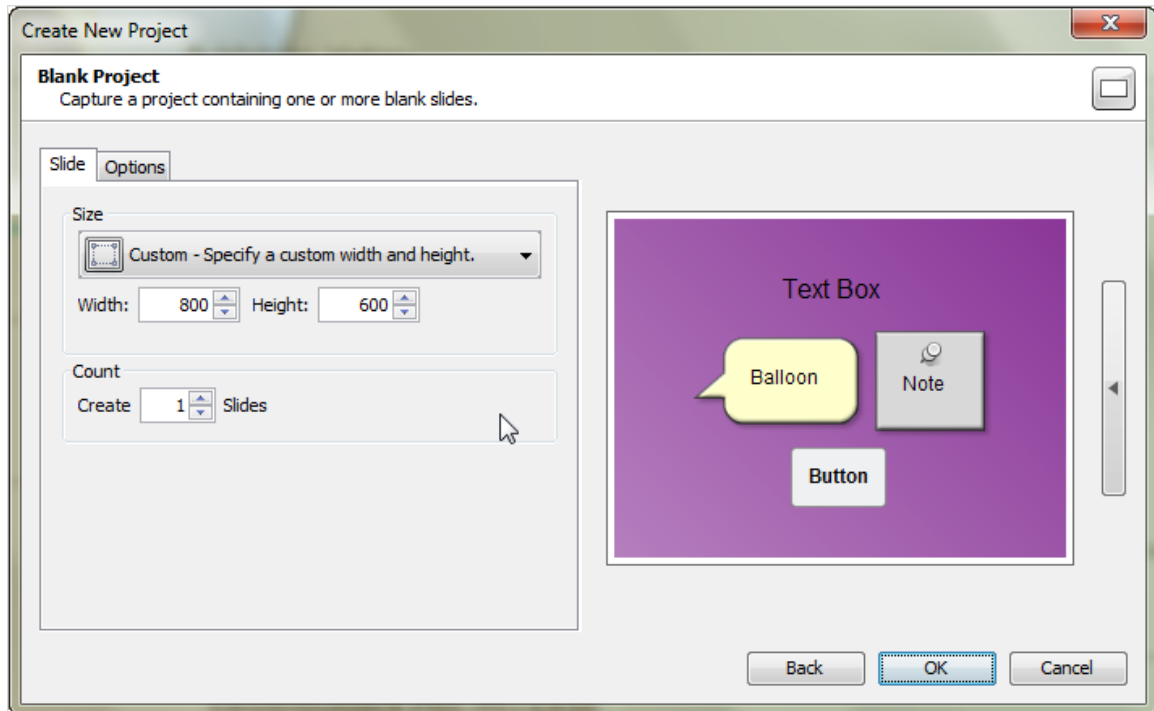 Create New Project
Blank Project
Capture a project containing one or more blank slides.
Slide Options
Size
Custom - Specify a custom width and height.
Width: 800 Height: 600
Count
Create 1 Slides
Text Box
Balloon
Note
Button
Back OK Cancel